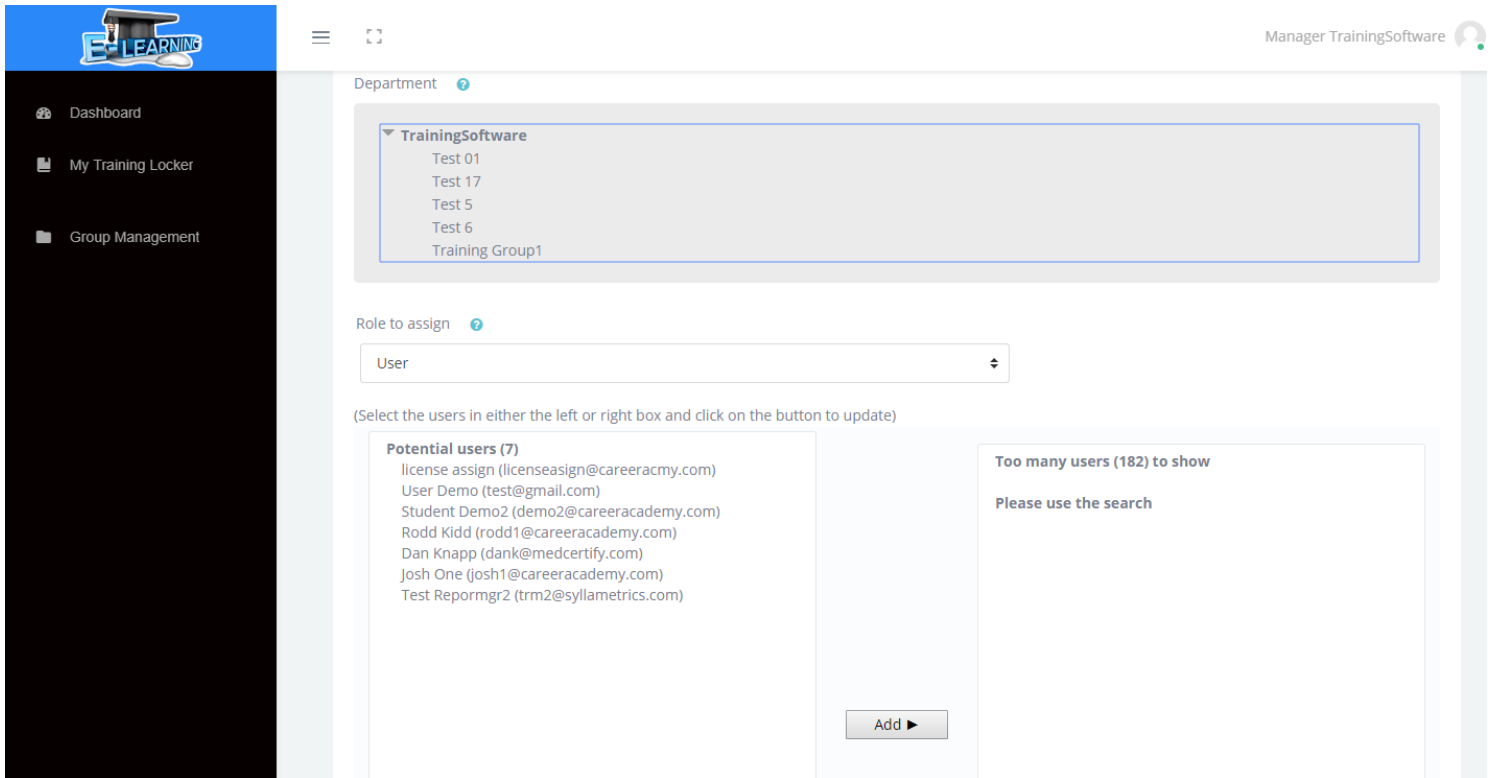 E-LEARNING
Manager TrainingSoftware
Dashboard
My Training Locker
Group Management
Department
TrainingSoftware
Test 01
Test 17
Test 5
Test 6
Training Group1
Role to assign
User
(Select the users in either the left or right box and click on the button to update)
Potential users (7)
license assign (licenseasign@careeracmy.com)
User Demo (test@gmail.com)
Student Demo2 (demo2@careeracademy.com)
Rodd Kidd (rodd1@careeracademy.com)
Dan Knapp (dank@medcertify.com)
Josh One (josh1@careeracademy.com)
Test Repormgr2 (trm2@syllametrics.com)
Add ►
Too many users (182) to show
Please use the search